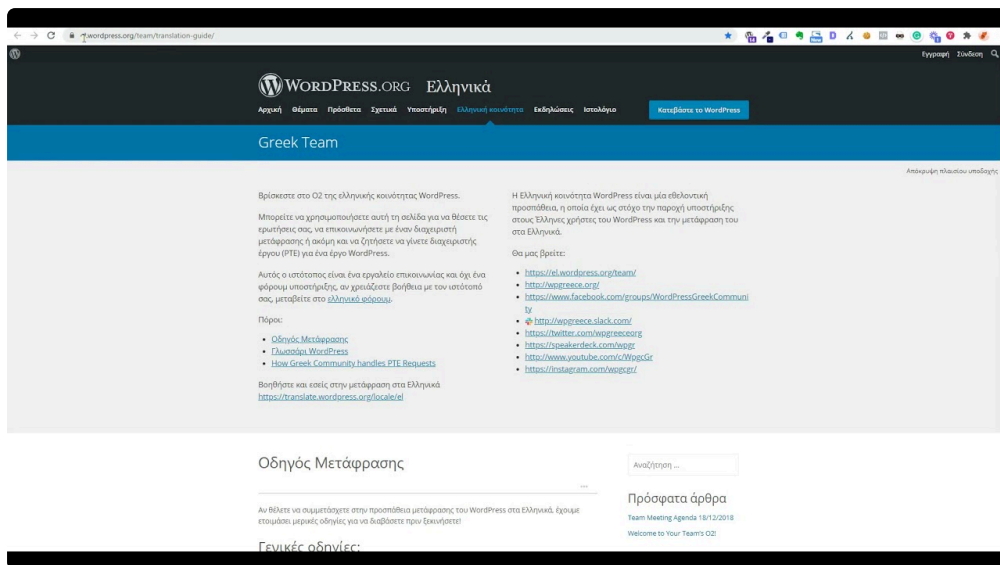 .wordpress.org/team/translation-guide/
Εγγραφή Σύνδεση
WORDPRESS.ORG Ελληνικά
Αρχική Θέματα Πρόσθετα Σχετικά Υποστήριξη Ελληνική κοινότητα Εκδηλώσεις Ιστολόγιο Κατεβάστε το WordPress
Greek Team
Απόκρυψη πλαισίου υποδοχής
Βρίσκεστε στο O2 της ελληνικής κοινότητας WordPress.
Μπορείτε να χρησιμοποιήσετε αυτή τη σελίδα για να θέσετε τις
ερωτήσεις σας, να επικοινωνήσετε με έναν διαχειριστή
μετάφρασης ή ακόμη και να ζητήσετε να γίνετε διαχειριστής
έργου (PTE) για ένα έργο WordPress.
Αυτός ο ιστότοπος είναι ένα εργαλείο επικοινωνίας και όχι ένα
φόρουμ υποστήριξης, αν χρειάζεστε βοήθεια με τον ιστότοπό
σας, μεταβείτε στο ελληνικό φόρουμ.
Πόροι:
Οδηγός Μετάφρασης
Γλωσσάρι WordPress
How Greek Community handles PTE Requests
Βοηθήστε και εσείς στην μετάφραση στα Ελληνικά
https://translate.wordpress.org/locale/el
Η Ελληνική κοινότητα WordPress είναι μία εθελοντική
προσπάθεια, η οποία έχει ως στόχο την παροχή υποστήριξης
στους Έλληνες χρήστες του WordPress και την μετάφραση του
στα Ελληνικά.
Θα μας βρείτε:
https://el.wordpress.org/team/
http://wpgreece.org/
https://www.facebook.com/groups/WordPressGreekCommuni
ty
http://wpgreece.slack.com/
https://twitter.com/wpgreeceorg
https://speakerdeck.com/wpgr
http://www.youtube.com/c/WpgcGr
https://instagram.com/wpgcgr/
Οδηγός Μετάφρασης
Αν θέλετε να συμμετάσχετε στην προσπάθεια μετάφρασης του WordPress στα Ελληνικά, έχουμε
ετοιμάσει μερικές οδηγίες για να διαβάσετε πριν ξεκινήσετε!
Γενικές οδηγίες:
Αναζήτηση ...
Πρόσφατα άρθρα
Team Meeting Agenda 18/12/2018
Welcome to Your Team's O2!